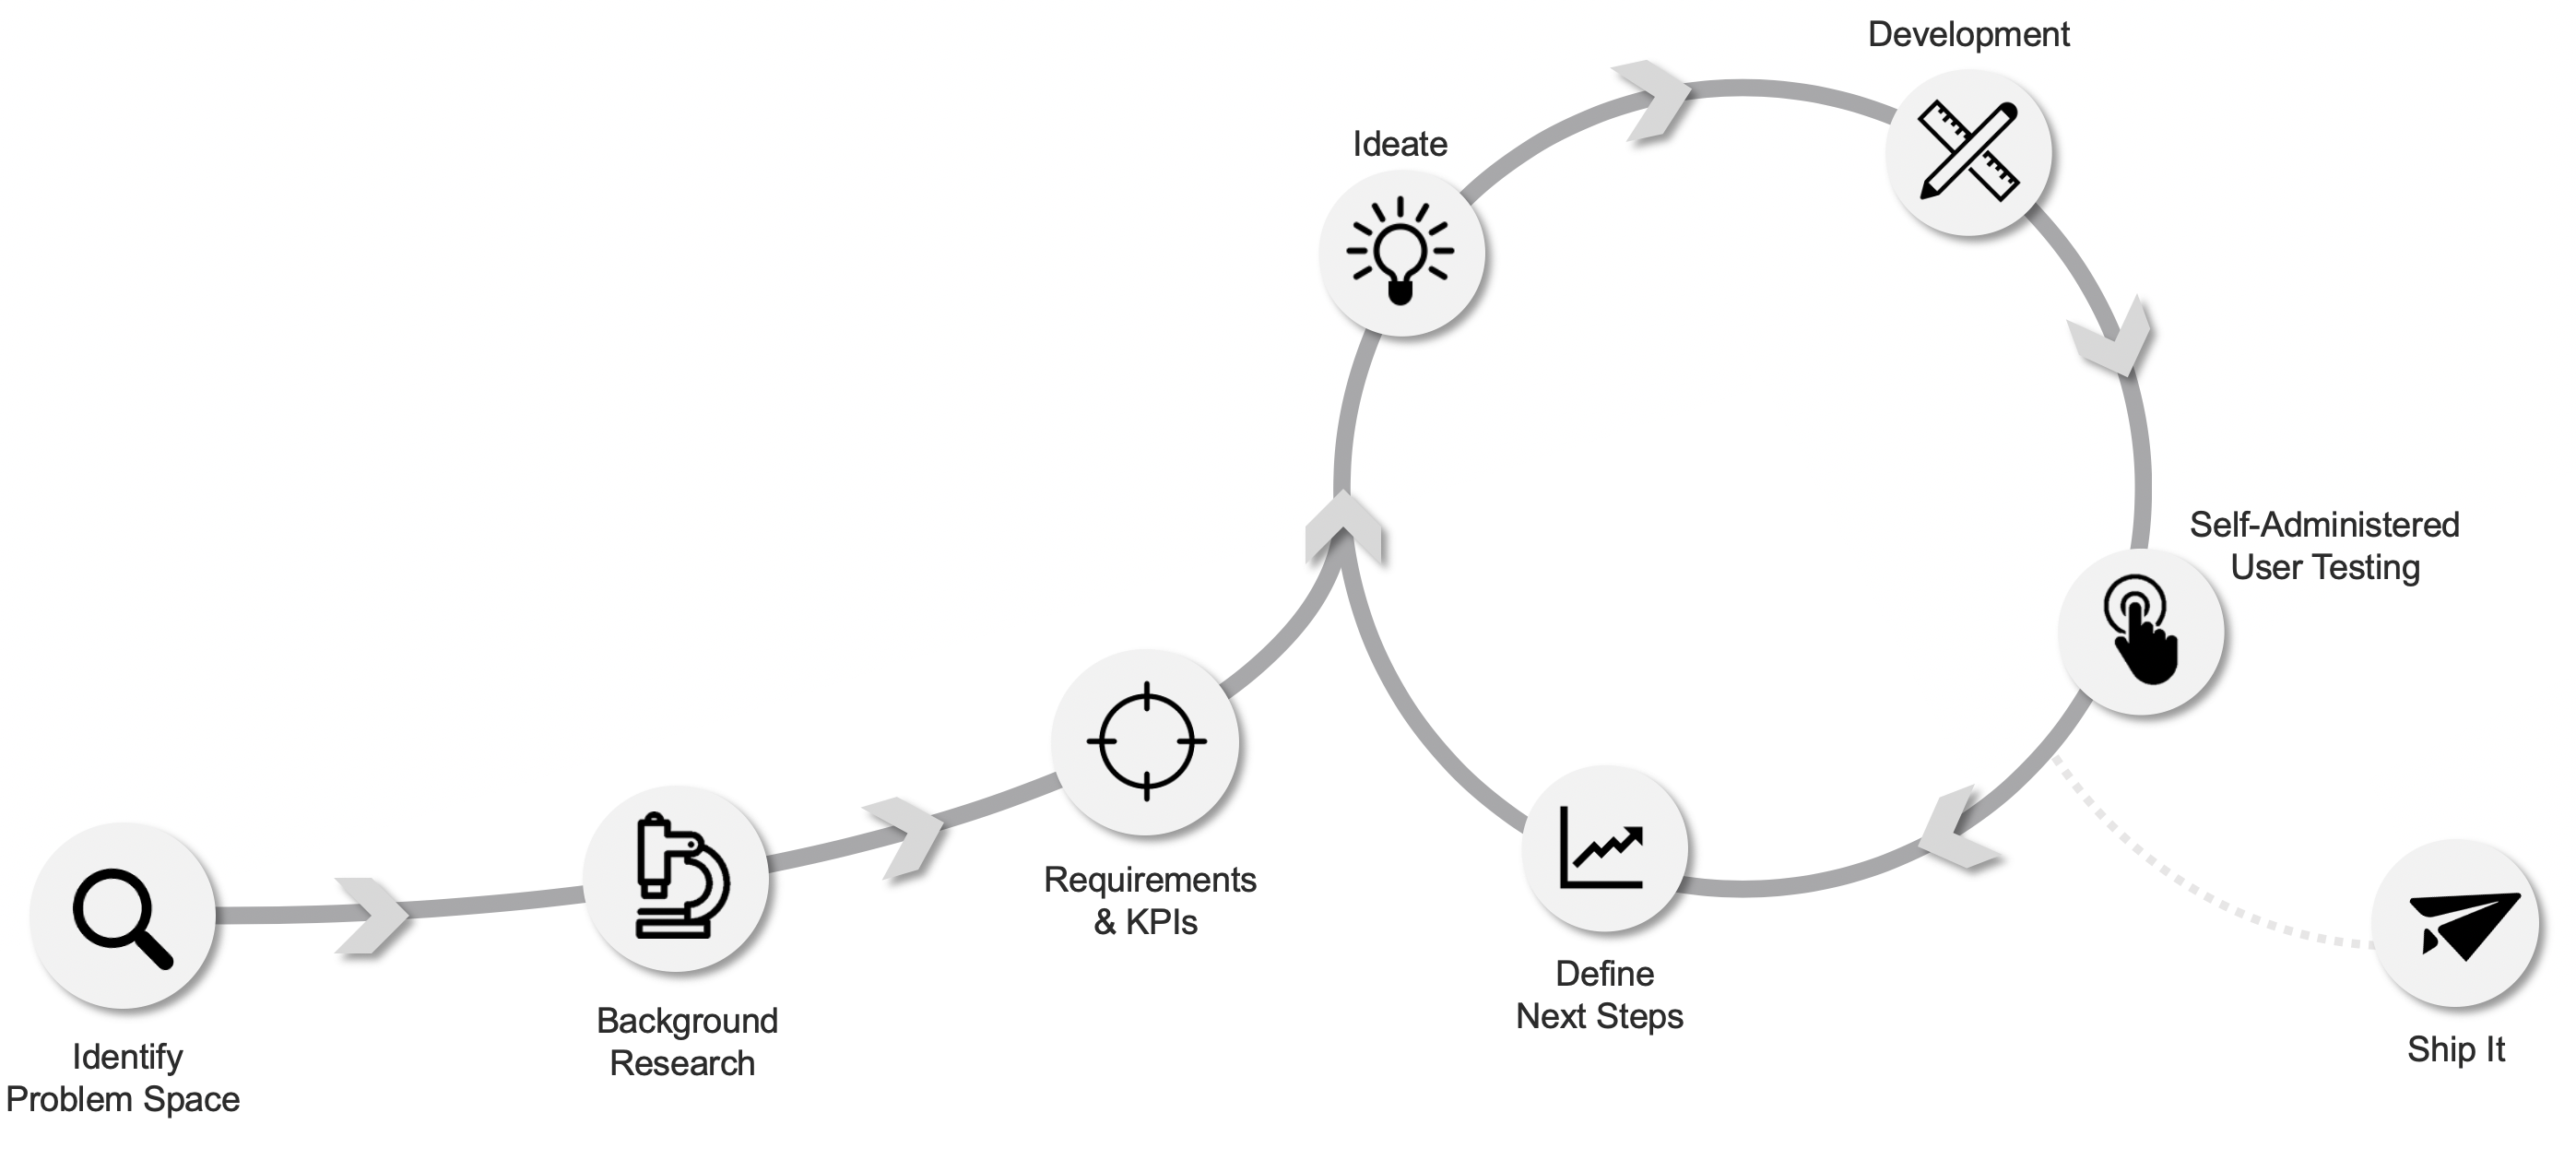 Development
Ideate
Self-Administered
User Testing
Requirements
& KPIs
Define
Next Steps
Background
Research
Identify
Problem Space
Ship It